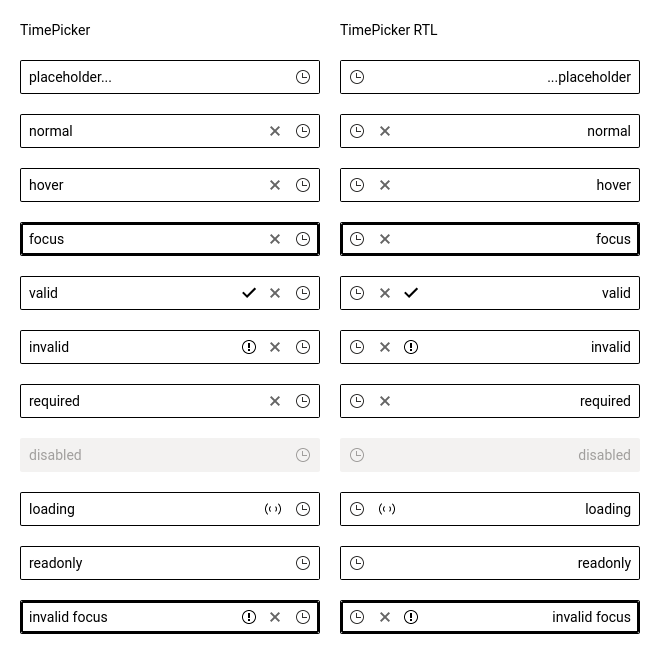 TimePicker
placeholder...
normal
hover
focus
valid
invalid
required
disabled
loading
readonly
invalid focus
TimePicker RTL
...placeholder
normal
hover
focus
valid
invalid
required
disabled
loading
readonly
invalid focus